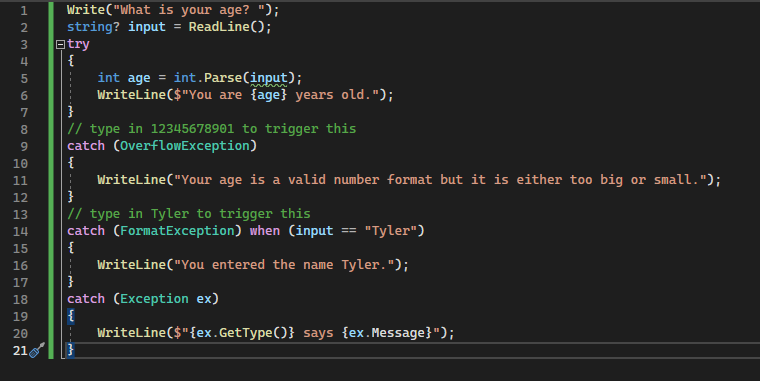 1 Write("What is your age? ");
2 string? input = ReadLine();
3 try
4 {
5     int age = int.Parse(input);
6     WriteLine($"You are {age} years old.");
7 }
8 // type in 12345678901 to trigger this
9 catch (OverflowException)
10 {
11     WriteLine("Your age is a valid number format but it is either too big or small.");
12 }
13 // type in Tyler to trigger this
14 catch (FormatException) when (input == "Tyler")
15 {
16     WriteLine("You entered the name Tyler.");
17 }
18 catch (Exception ex)
19 {
20     WriteLine($"{ex.GetType()} says {ex.Message}");
21 }